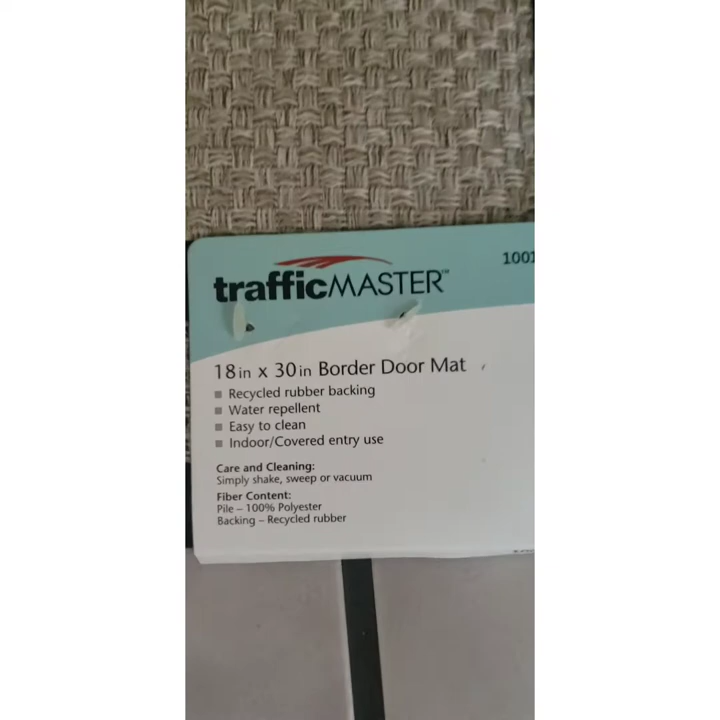 1001
trafficMASTER™
18in x 30in Border Door Mat
Recycled rubber backing
Water repellent
Easy to clean
Indoor/Covered entry use
Care and Cleaning:
Simply shake, sweep or vacuum
Fiber Content:
Pile – 100% Polyester
Backing – Recycled rubber